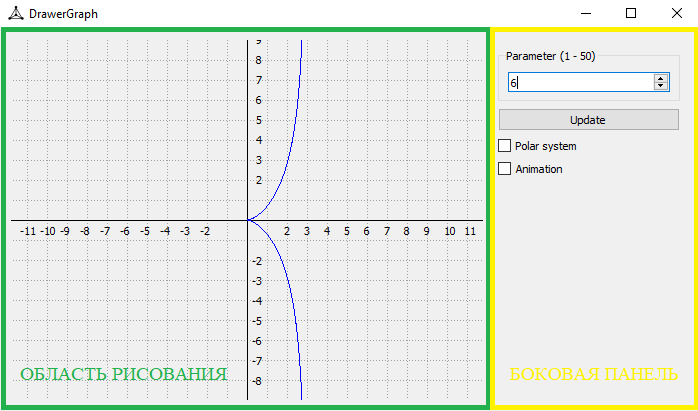 DrawerGraph
9
8
7
6
5
4
3
2
-11 -10 -9 -8 -7 -6 -5 -4 -3 -2 2 3 4 5 6 7 8 9 10 11
-2
-3
-4
-5
-6
-7
-8
ОБЛАСТЬ РИСОВАНИЯ
Parameter (1 - 50)
6
Update
Polar system
Animation
БОКОВАЯ ПАНЕЛЬ